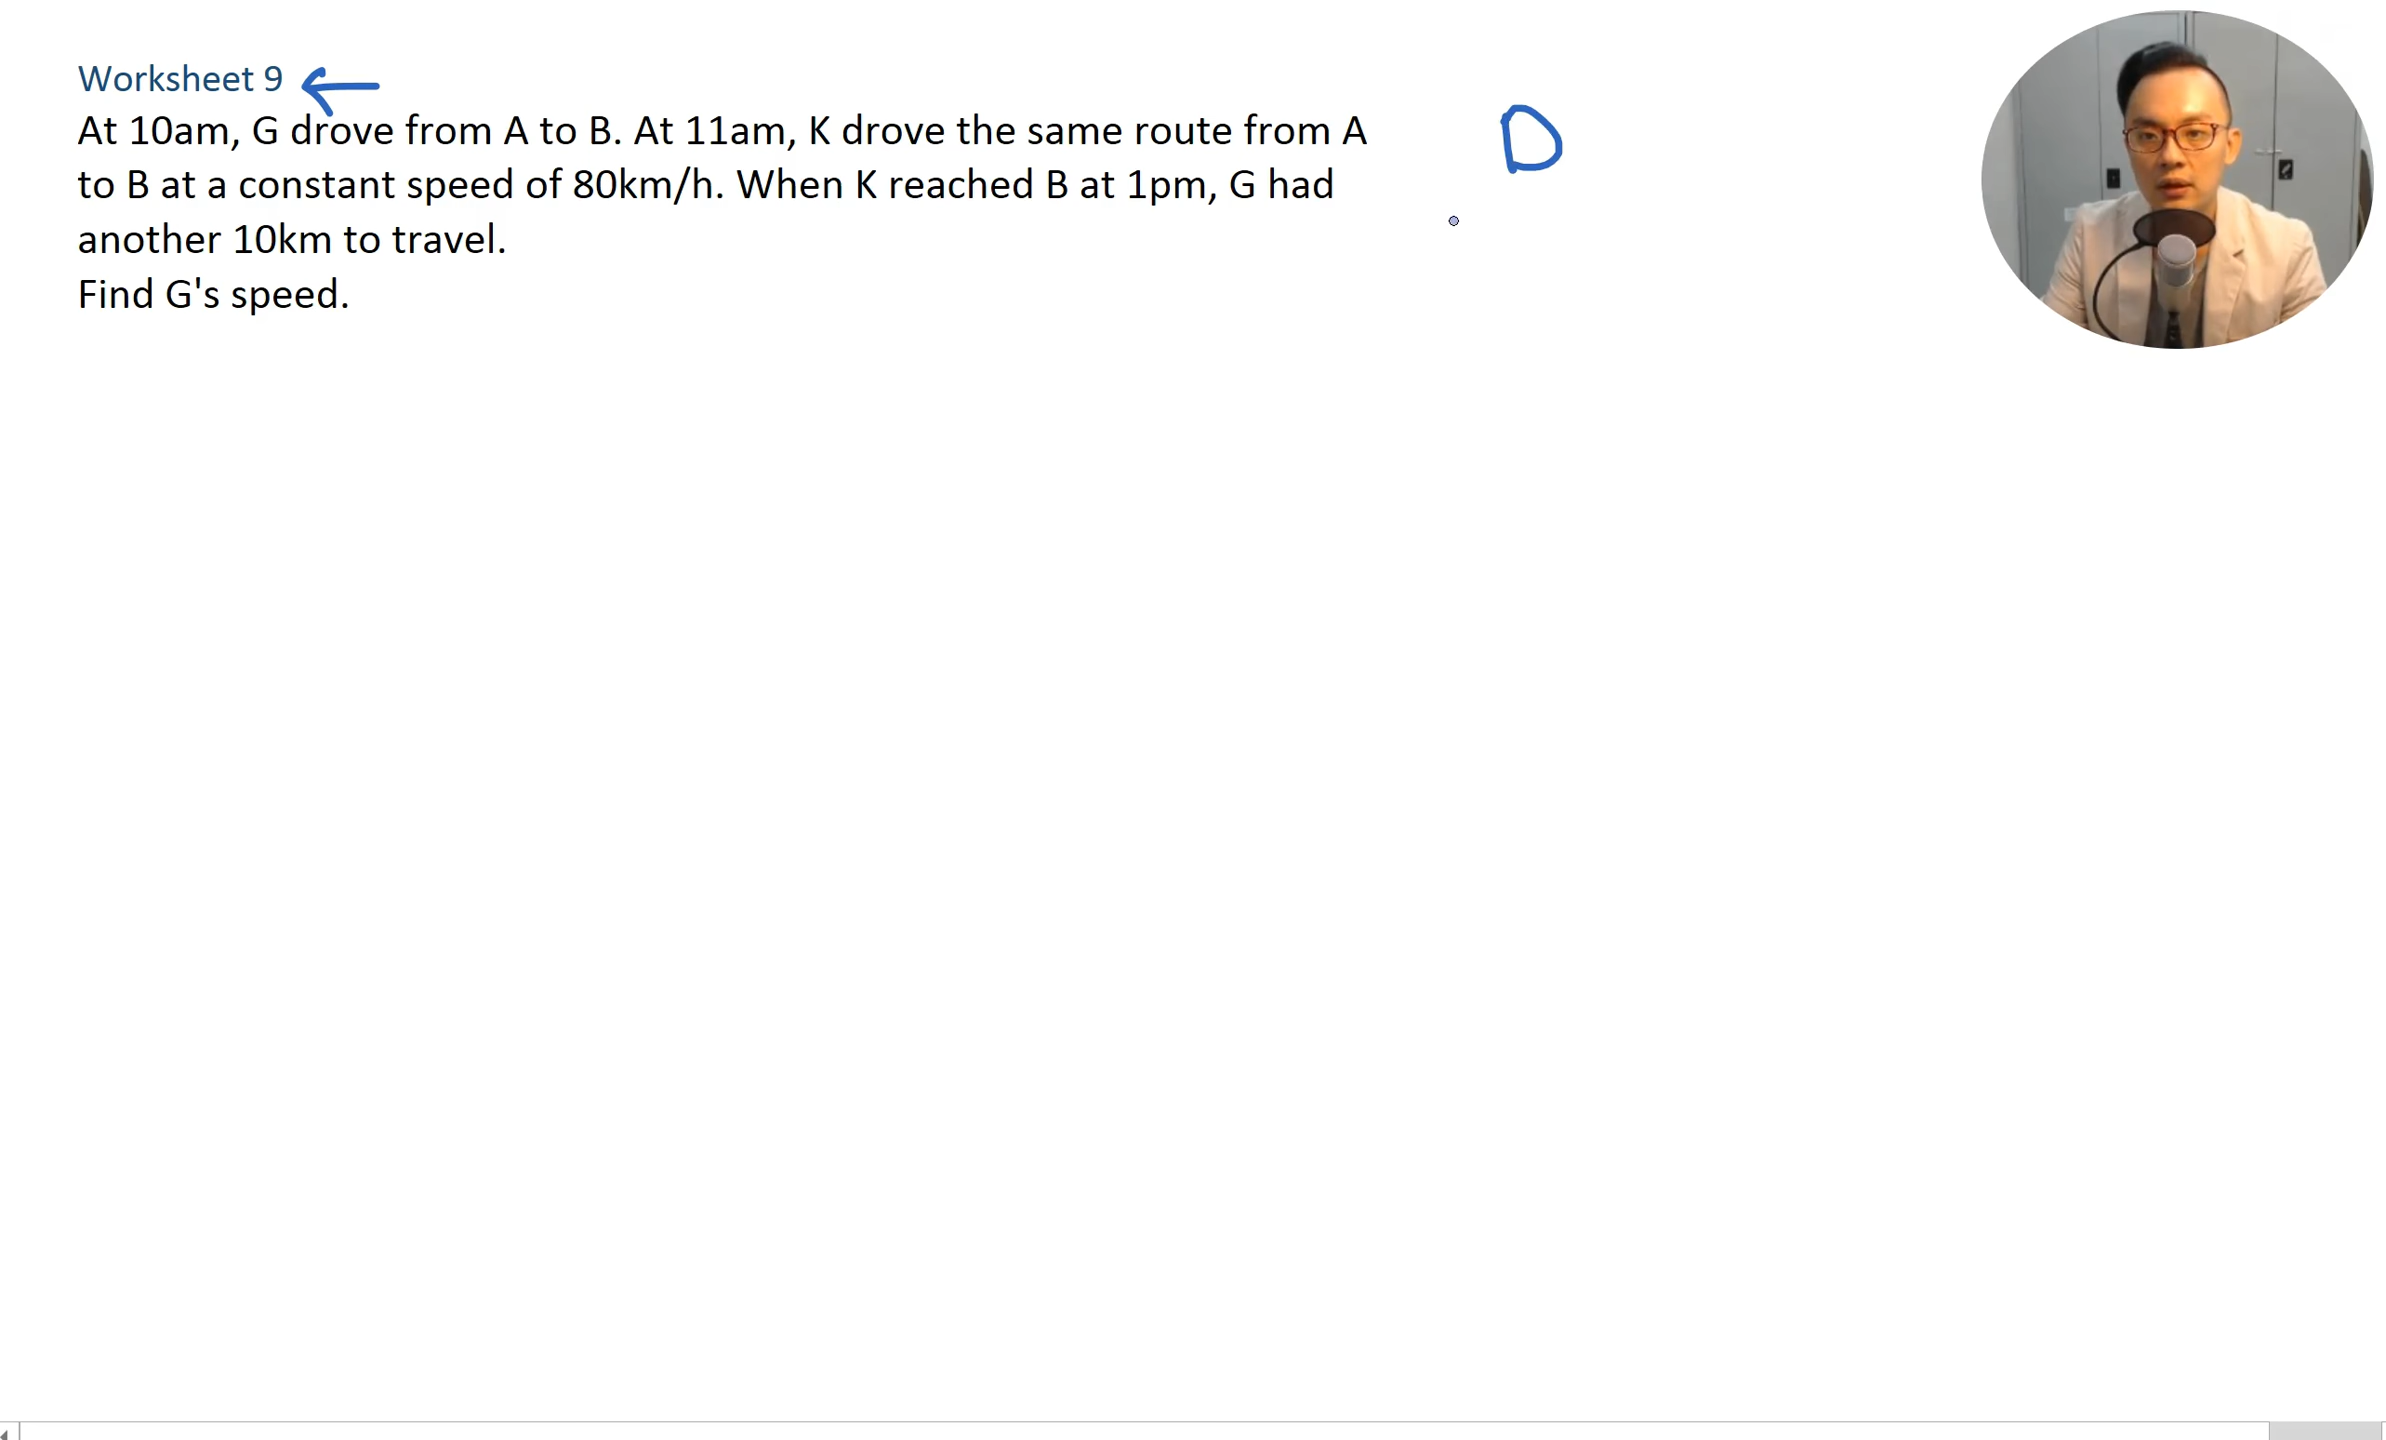 Worksheet 9
At 10am, G drove from A to B. At 11am, K drove the same route from A
to B at a constant speed of 80km/h. When K reached B at 1pm, G had
another 10km to travel.
Find G's speed.
D